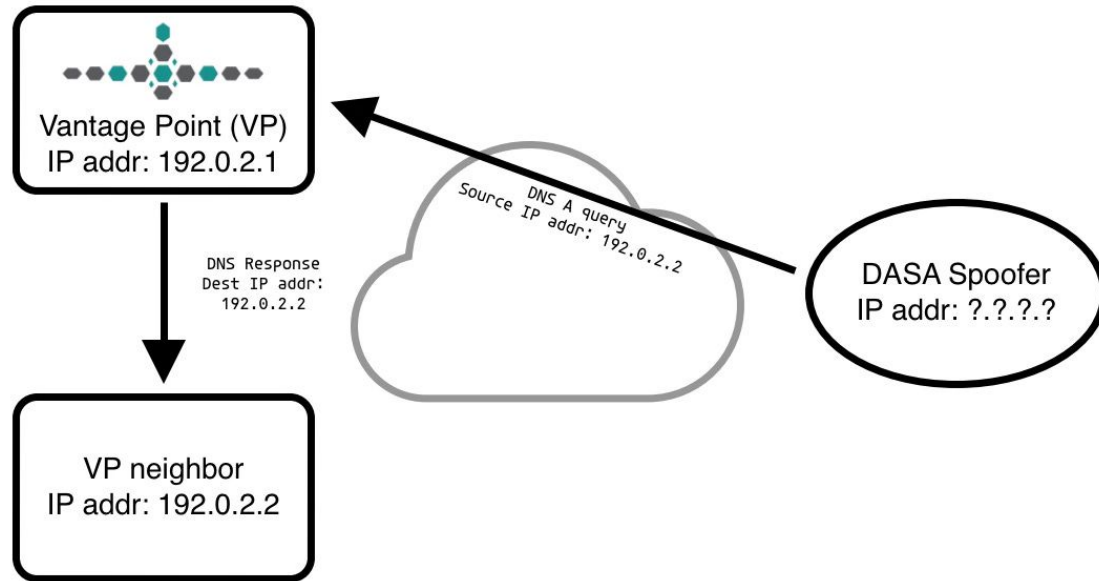 Vantage Point (VP)
IP addr: 192.0.2.1
DNS A query
Source IP addr: 192.0.2.2
DNS Response
Dest IP addr:
192.0.2.2
DASA Spoofer
IP addr: ?.?.?.?
VP neighbor
IP addr: 192.0.2.2